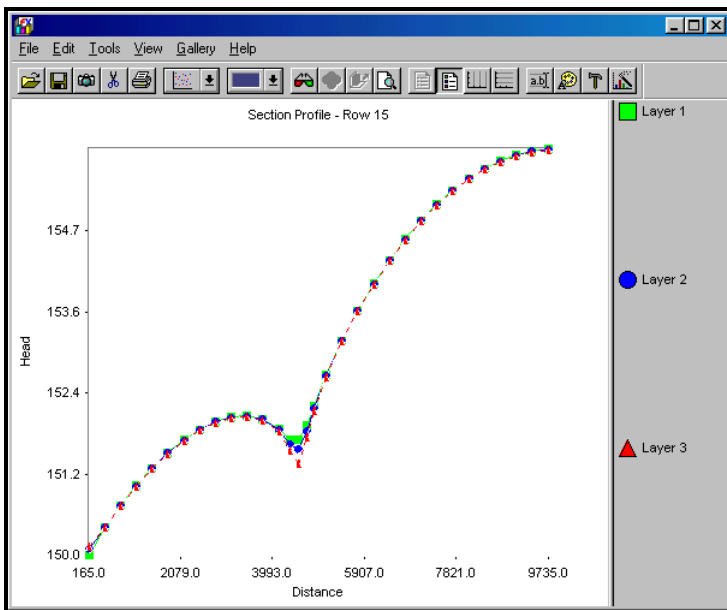 File Edit Tools View Gallery Help
a.b|
A
Section Profile - Row 15
Layer 1
Layer 2
Layer 3
Head
154.7
153.6
152.4
151.2
150.0
165.0 2079.0 3993.0 5907.0 7821.0 9735.0
Distance